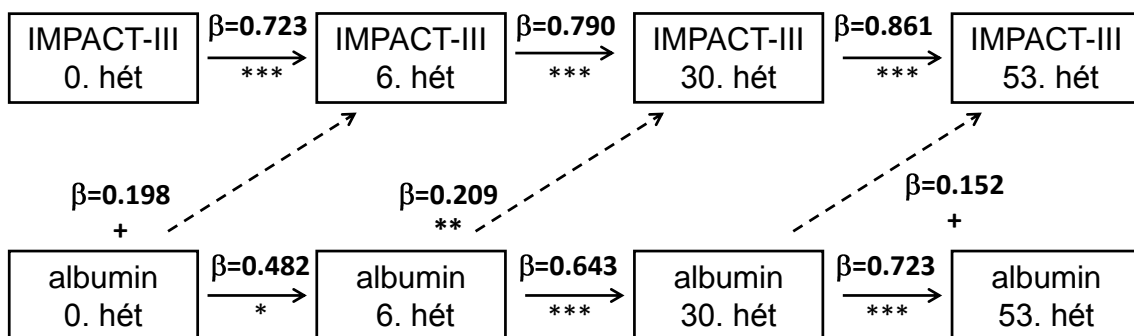 IMPACT-III
0. hét
β=0.723
***
IMPACT-III
6. hét
β=0.790
***
IMPACT-III
30. hét
β=0.861
***
IMPACT-III
53. hét
β=0.198
+
β=0.209
**
β=0.152
+
albumin
0. hét
β=0.482
*
albumin
6. hét
β=0.643
***
albumin
30. hét
β=0.723
***
albumin
53. hét